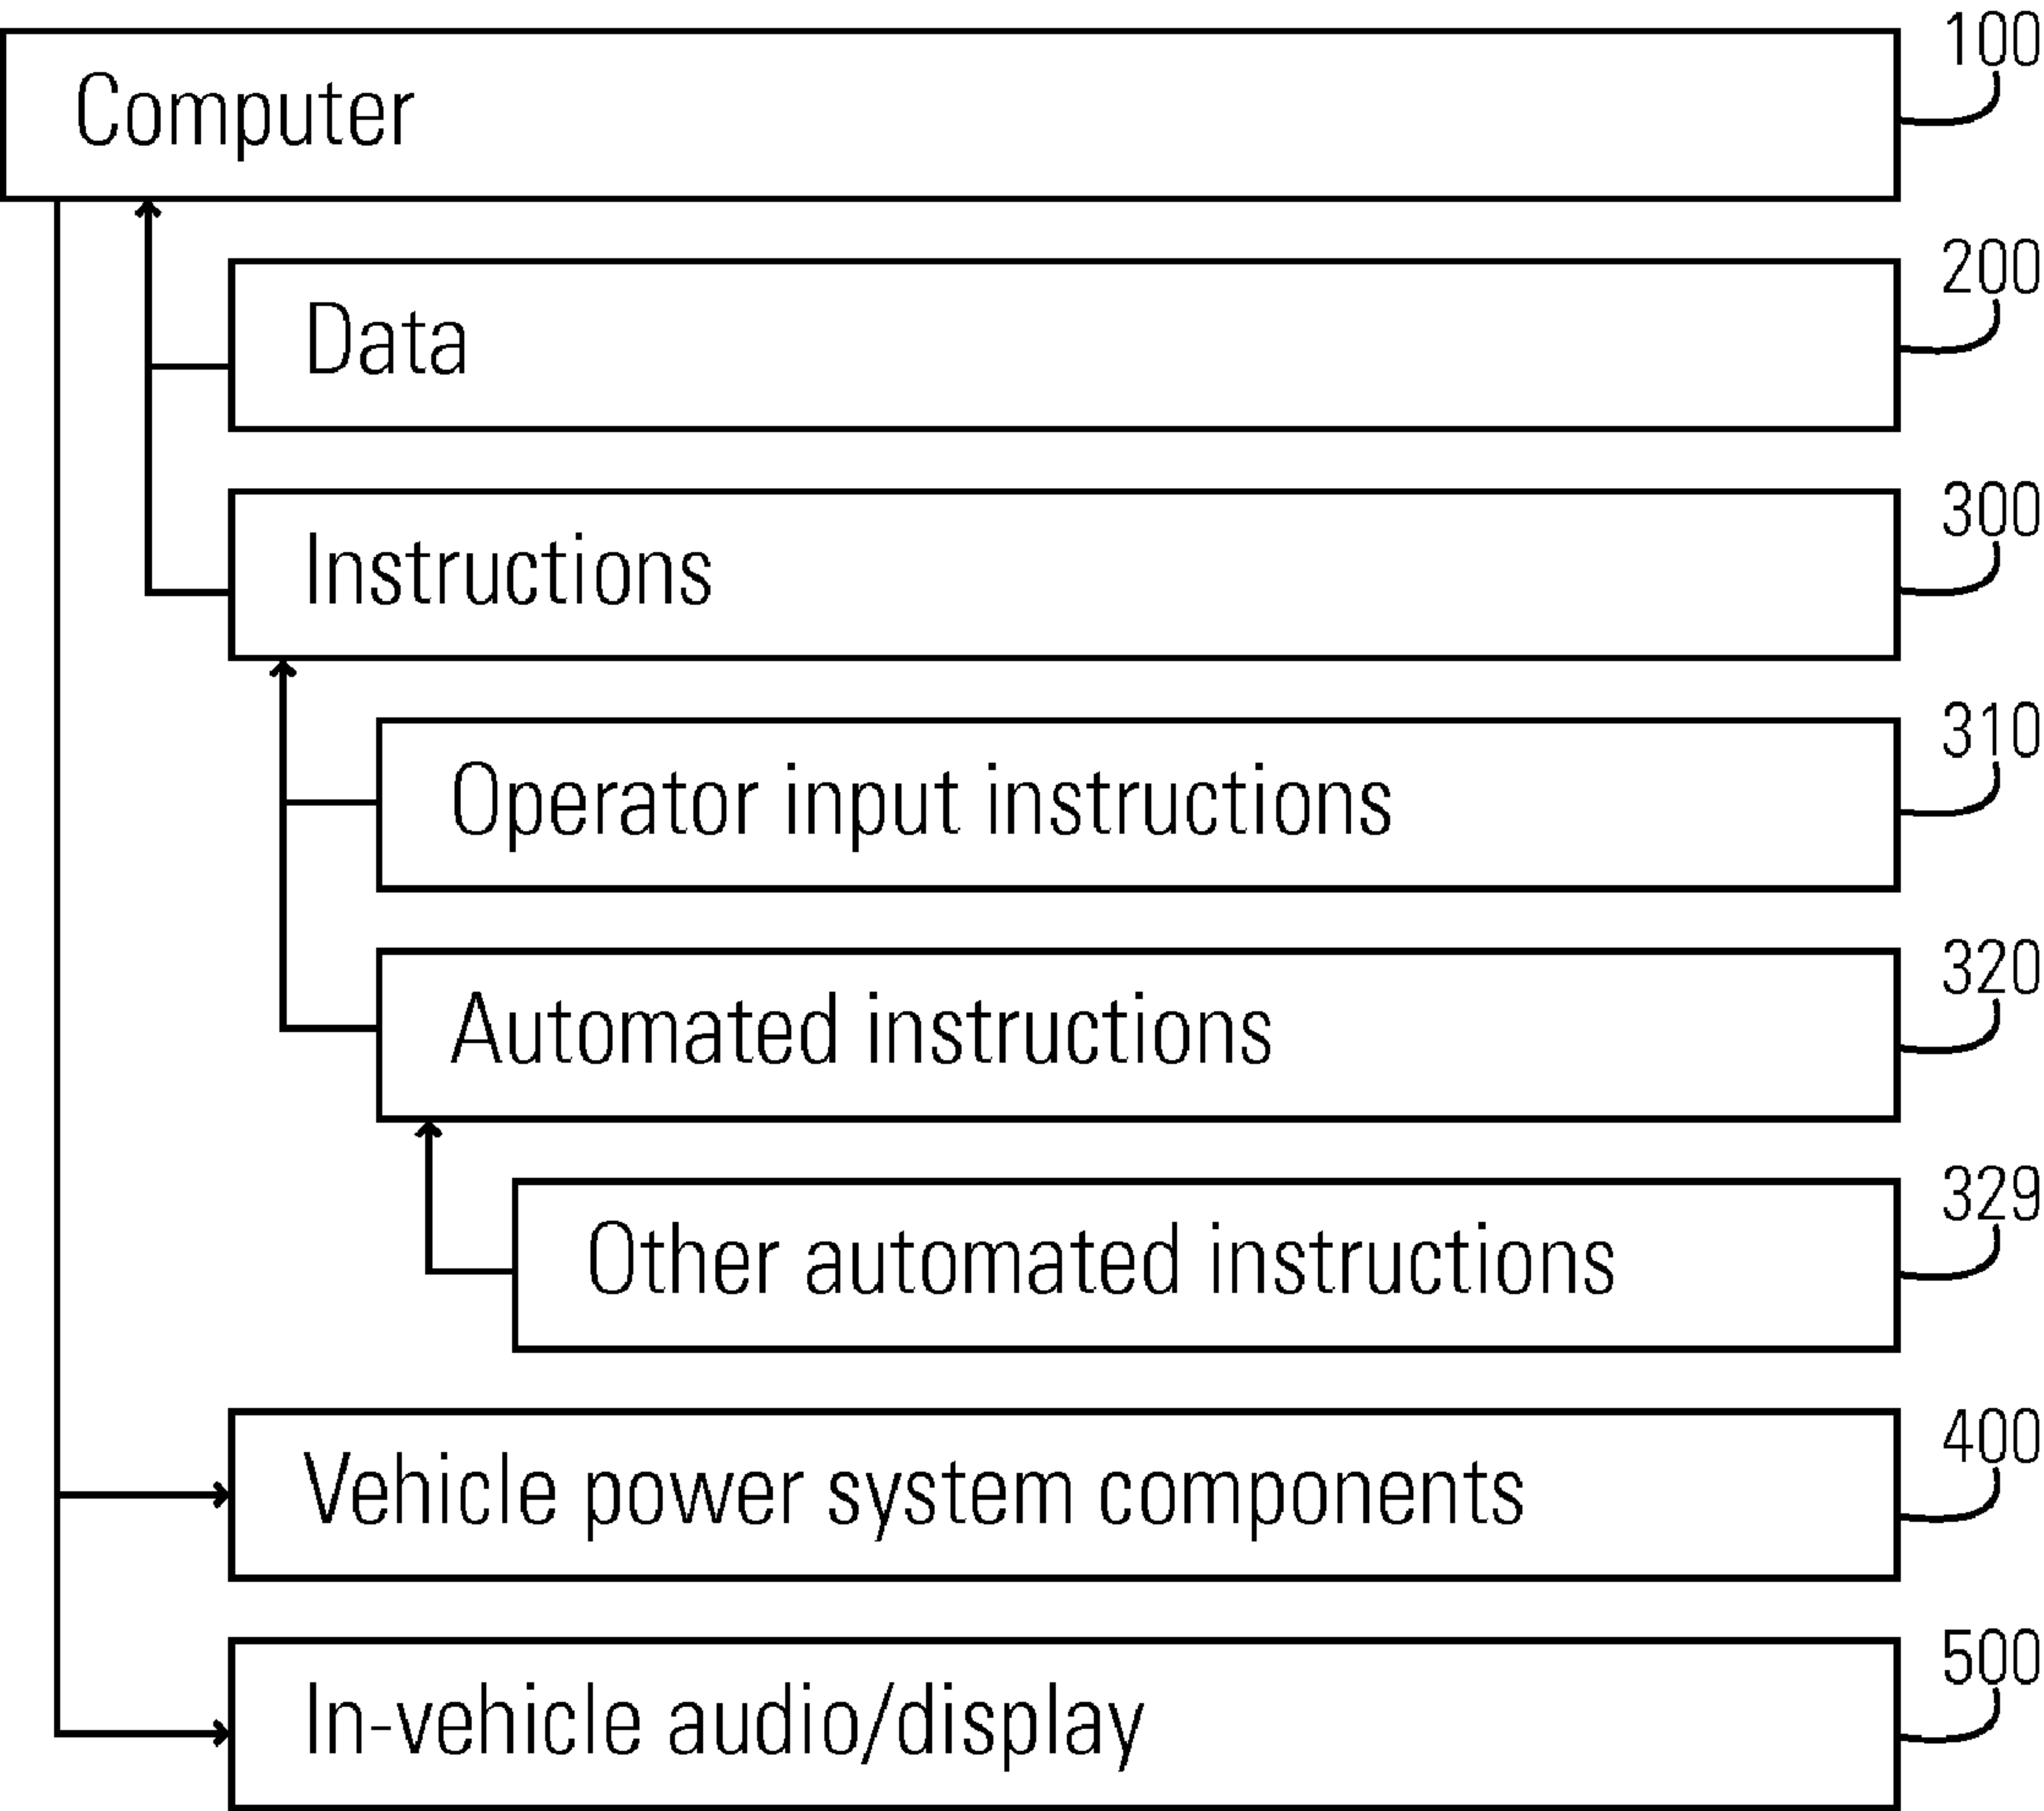 100
Computer
200
Data
300
Instructions
310
Operator input instructions
320
Automated instructions
329
Other automated instructions
400
Vehicle power system components
500
In-vehicle audio/display